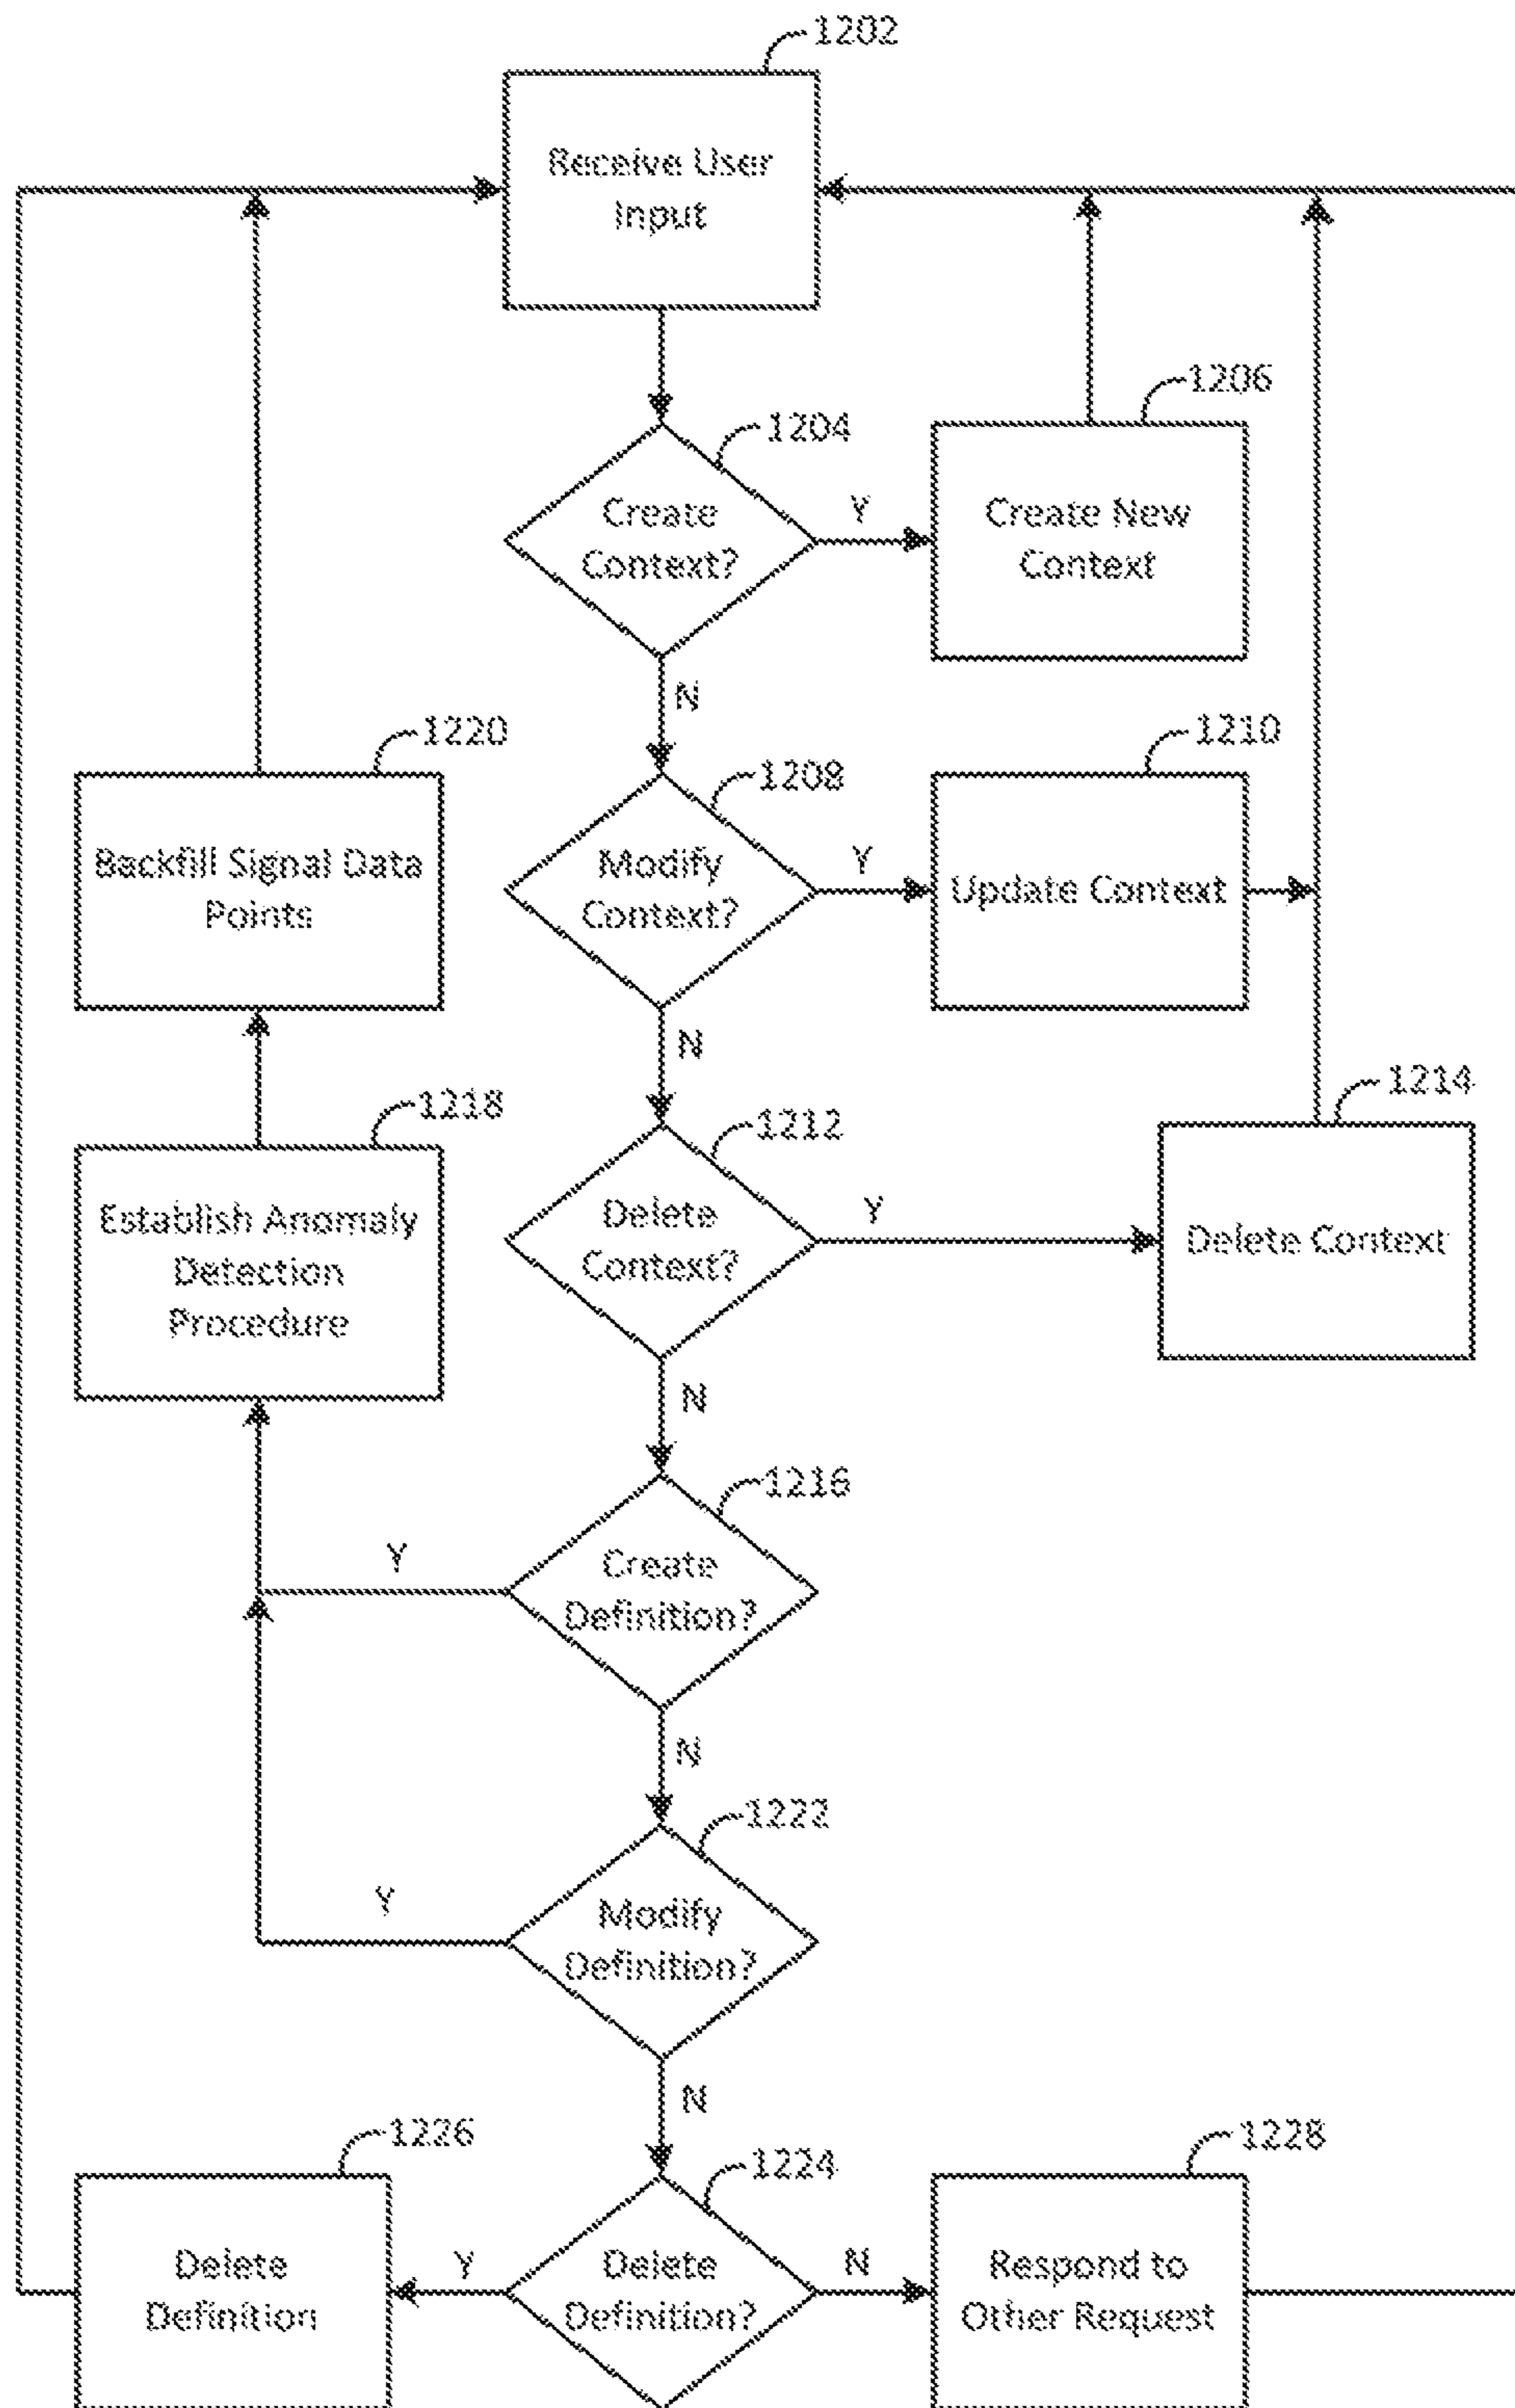 1202
Receive User
Input
1204
Create
Context?
Y
1206
Create New
Context
N
1208
Modify
Context?
Y
1210
Update Context
N
1212
Delete
Context?
Y
1214
Delete Context
N
1216
Create
Definition?
Y
1218
Establish Anomaly
Detection
Procedure
1220
Backfill Signal Data
Points
N
1222
Modify
Definition?
Y
N
1224
Delete
Definition?
Y
1226
Delete
Definition
N
1228
Respond to
Other Request